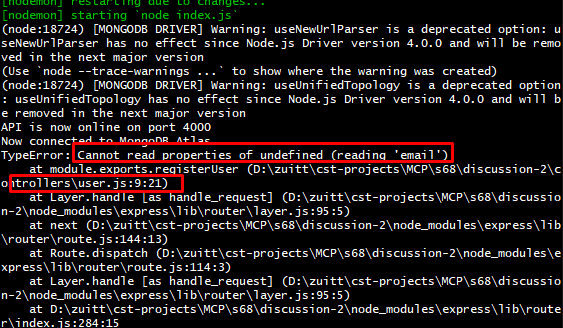 [nodemon] restarting due to changes...
[nodemon] starting `node index.js`
(node:18724) [MONGODB DRIVER] Warning: useNewUrlParser is a deprecated option: u
seNewUrlParser has no effect since Node.js Driver version 4.0.0 and will be remo
ved in the next major version
(Use `node --trace-warnings ...` to show where the warning was created)
(node:18724) [MONGODB DRIVER] Warning: useUnifiedTopology is a deprecated option
: useUnifiedTopology has no effect since Node.js Driver version 4.0.0 and will b
e removed in the next major version
API is now online on port 4000
Now connected to MongoDB Atlas
TypeError: Cannot read properties of undefined (reading 'email')
    at module.exports.registerUser (D:\zuitt\cst-projects\MCP\s68\discussion-2\c
ontrollers\user.js:9:21)
    at Layer.handle [as handle_request] (D:\zuitt\cst-projects\MCP\s68\discussio
n-2\node_modules\express\lib\router\layer.js:95:5)
    at next (D:\zuitt\cst-projects\MCP\s68\discussion-2\node_modules\express\lib
\router\route.js:144:13)
    at Route.dispatch (D:\zuitt\cst-projects\MCP\s68\discussion-2\node_modules\e
xpress\lib\router\route.js:114:3)
    at Layer.handle [as handle_request] (D:\zuitt\cst-projects\MCP\s68\discussio
n-2\node_modules\express\lib\router\layer.js:95:5)
    at D:\zuitt\cst-projects\MCP\s68\discussion-2\node_modules\express\lib\route
r\index.js:284:15